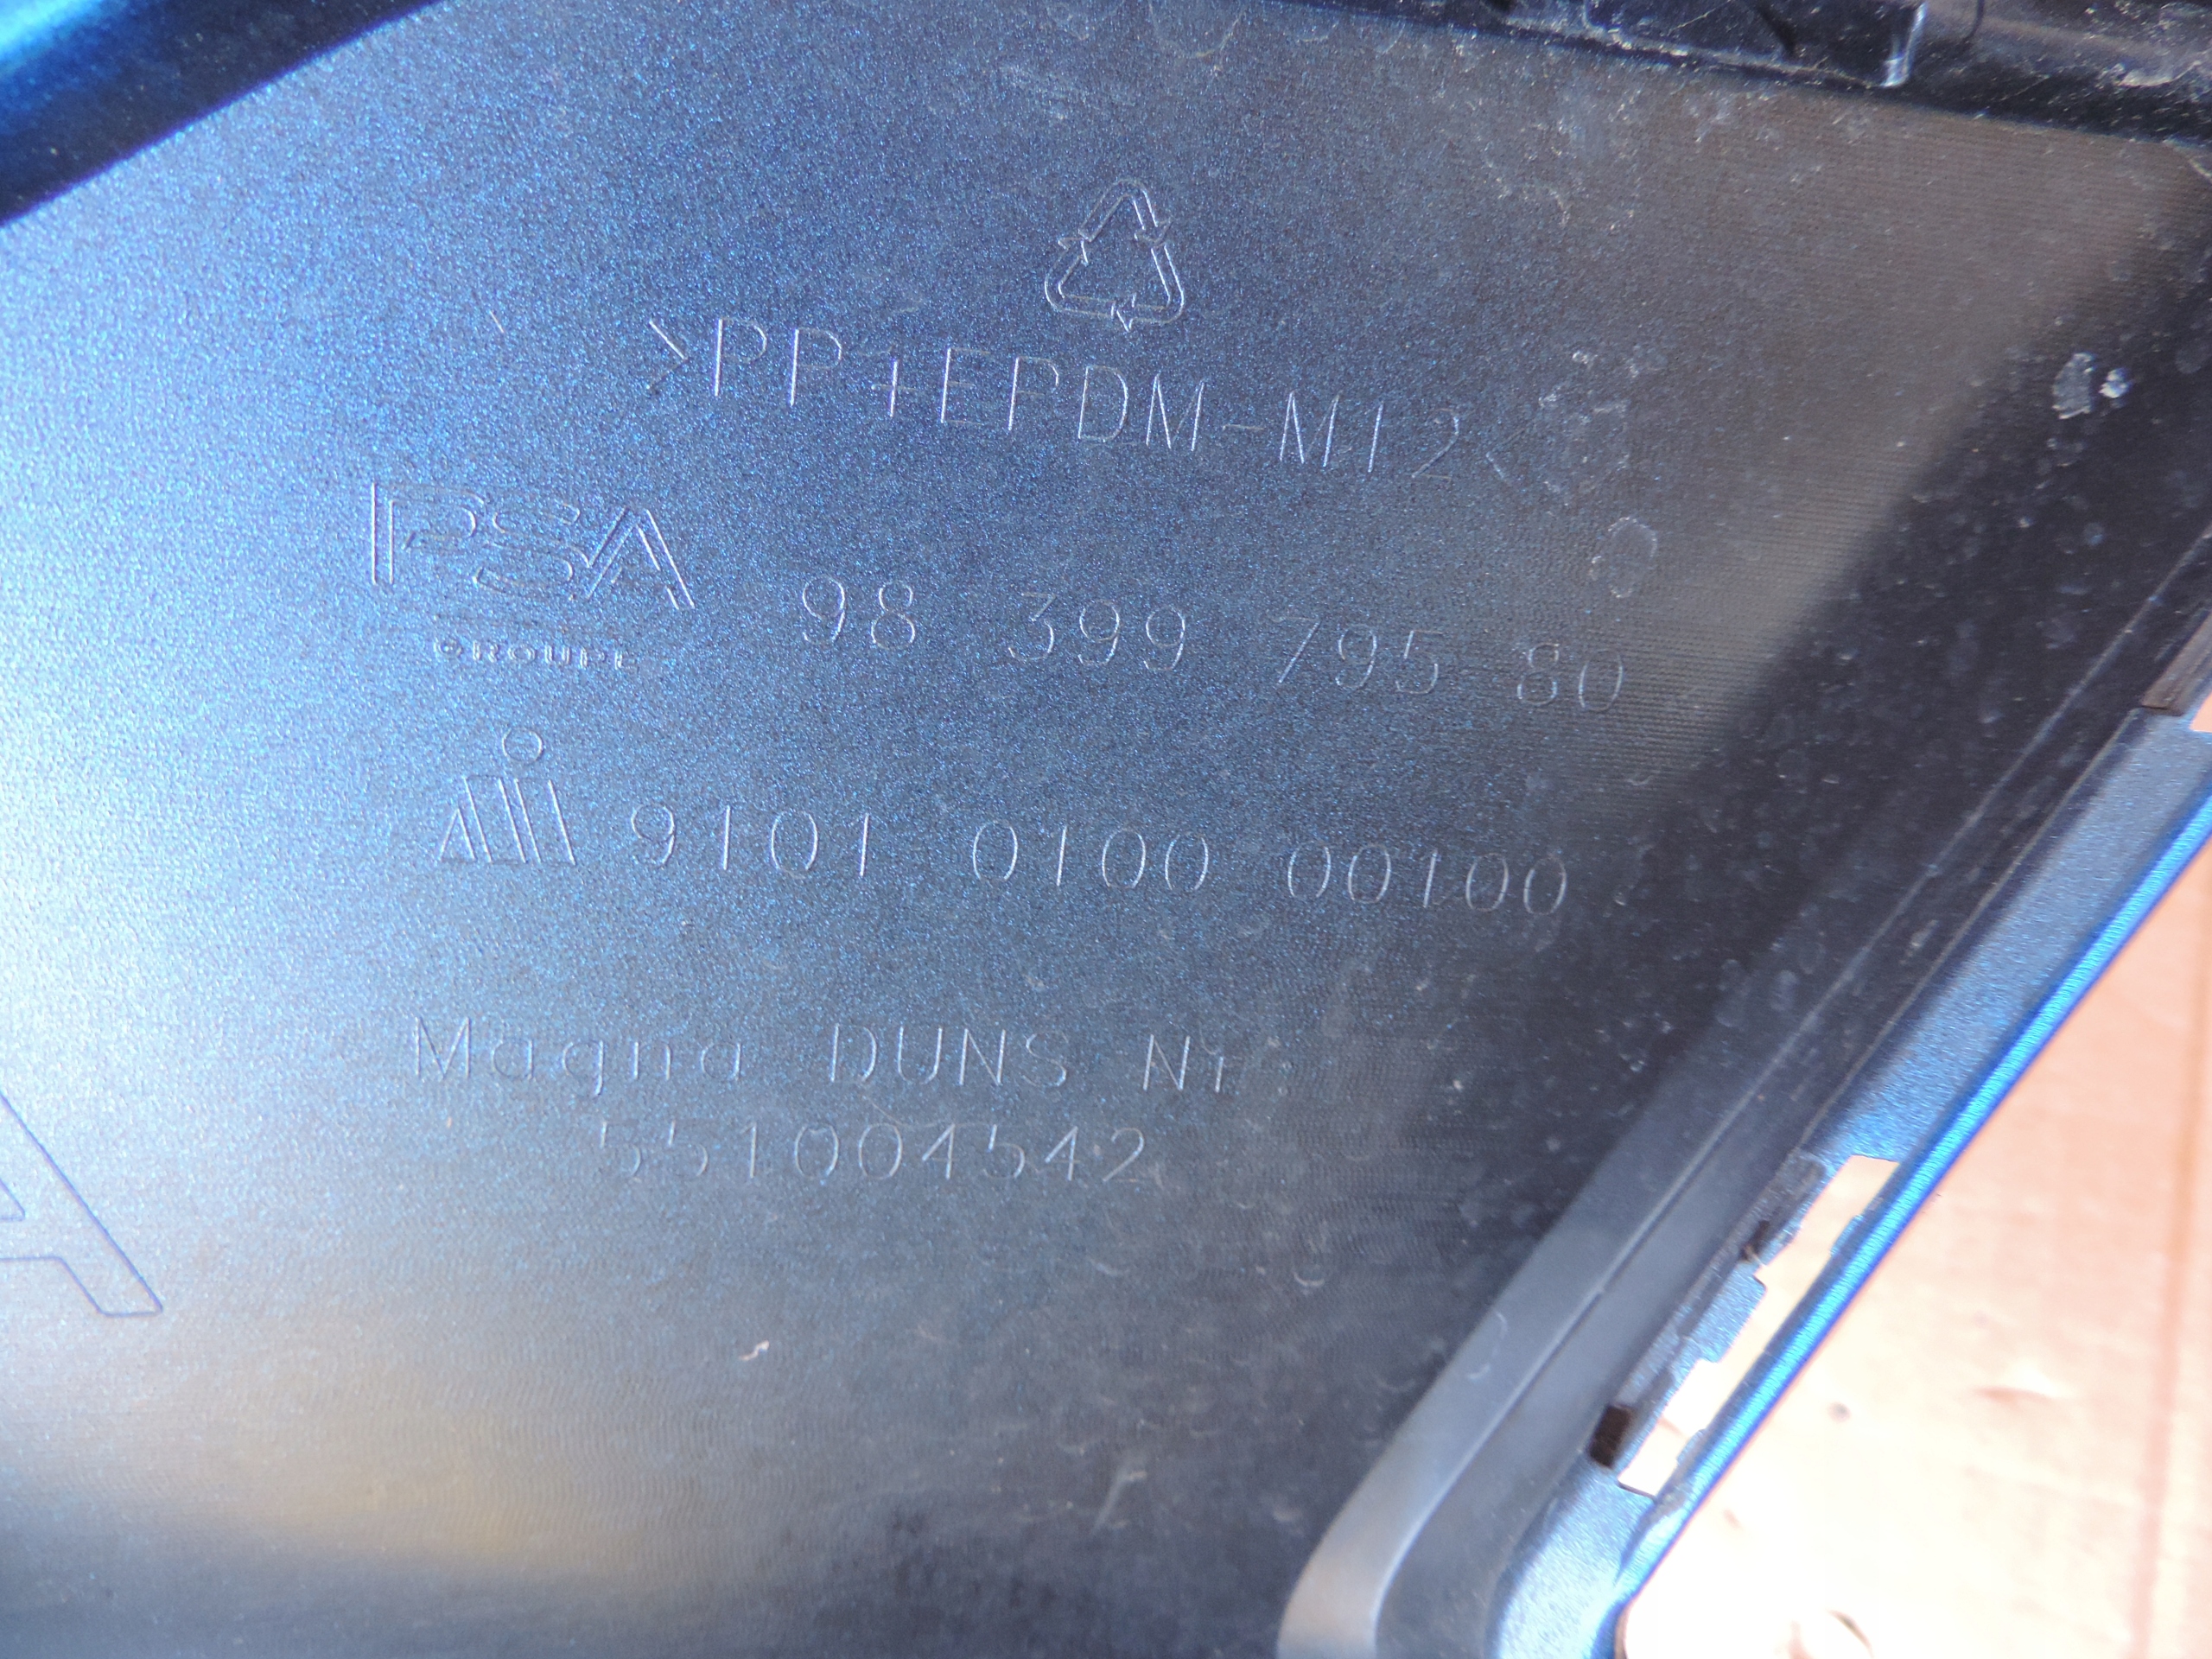 >PP+EPDM-M12<
PSA
GROUPE
98 399 795 80
9101 0100 00100
Magna DUNS Nr
551004542
A